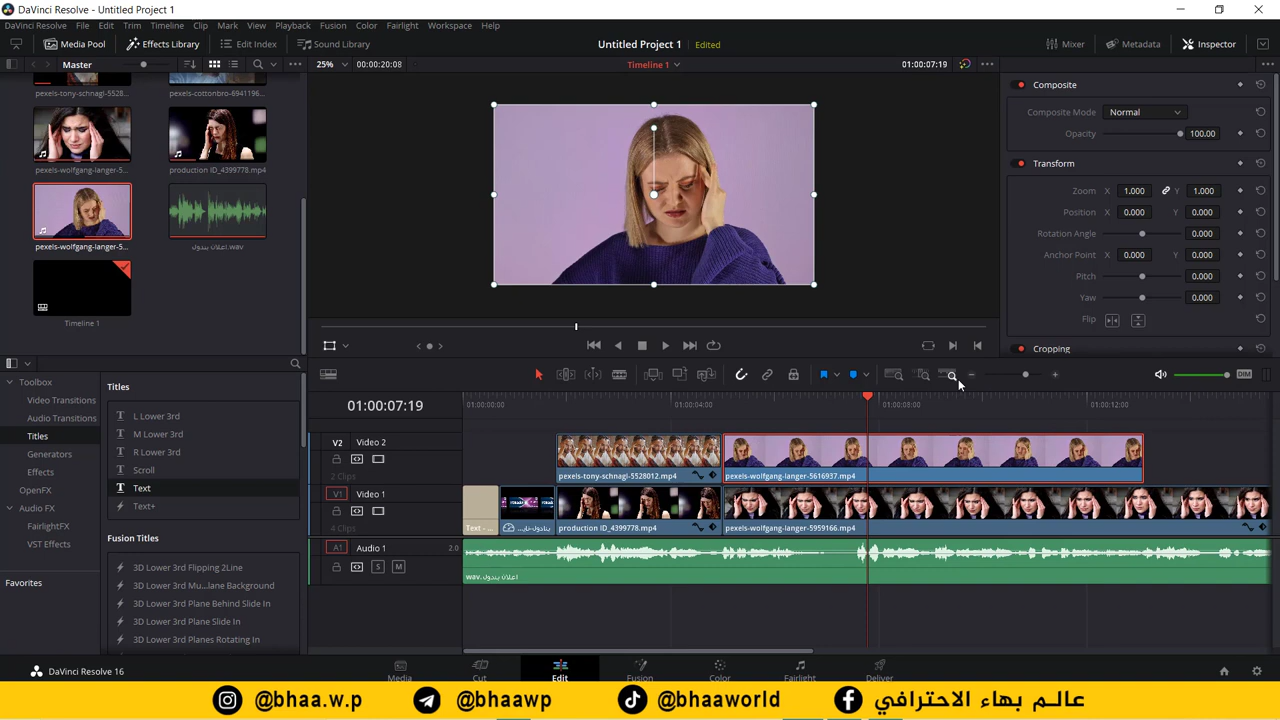 DaVinci Resolve - Untitled Project 1
DaVinci Resolve File Edit Trim Timeline Clip Mark View Playback Fusion Color Fairlight Workspace Help
Media Pool Effects Library Edit Index Sound Library Untitled Project 1 Edited Mixer Metadata Inspector
Master 25% 00:00:20:08 Timeline 1 01:00:07:19
pexels-tony-schnagl-5528... pexels-cottonbro-6941196...
pexels-wolfgang-langer-5... production ID_4399778.mp4
pexels-wolfgang-langer-5... اعلان بندول.wav
Timeline 1
Composite
Composite Mode Normal
Opacity 100.00
Transform
Zoom X 1.000 Y 1.000
Position X 0.000 Y 0.000
Rotation Angle 0.000
Anchor Point X 0.000 Y 0.000
Pitch 0.000
Yaw 0.000
Flip
Cropping
DIM
Toolbox
Video Transitions
Audio Transitions
Titles
Generators
Effects
OpenFX
Audio FX
FairlightFX
VST Effects
Favorites
Titles
L Lower 3rd
M Lower 3rd
R Lower 3rd
Scroll
Text
Text+
Fusion Titles
3D Lower 3rd Flipping 2Line
3D Lower 3rd Mu...lane Background
3D Lower 3rd Plane Behind Slide In
3D Lower 3rd Plane Slide In
3D Lower 3rd Planes Rotating In
01:00:07:19 01:00:00:00 01:00:04:00 01:00:08:00 01:00:12:00
V2 Video 2
2 Clips
pexels-tony-schnagl-5528012.mp4 pexels-wolfgang-langer-5616937.mp4
V1 Video 1
4 Clips
Text - ... production ID_4399778.mp4 pexels-wolfgang-langer-5959166.mp4
A1 Audio 1 2.0
S M
اعلان بندول.wav
DaVinci Resolve 16 Media Cut Edit Fusion Color Fairlight Deliver
@bhaa.w.p @bhaawp @bhaaworld عالم بهاء الاحترافي